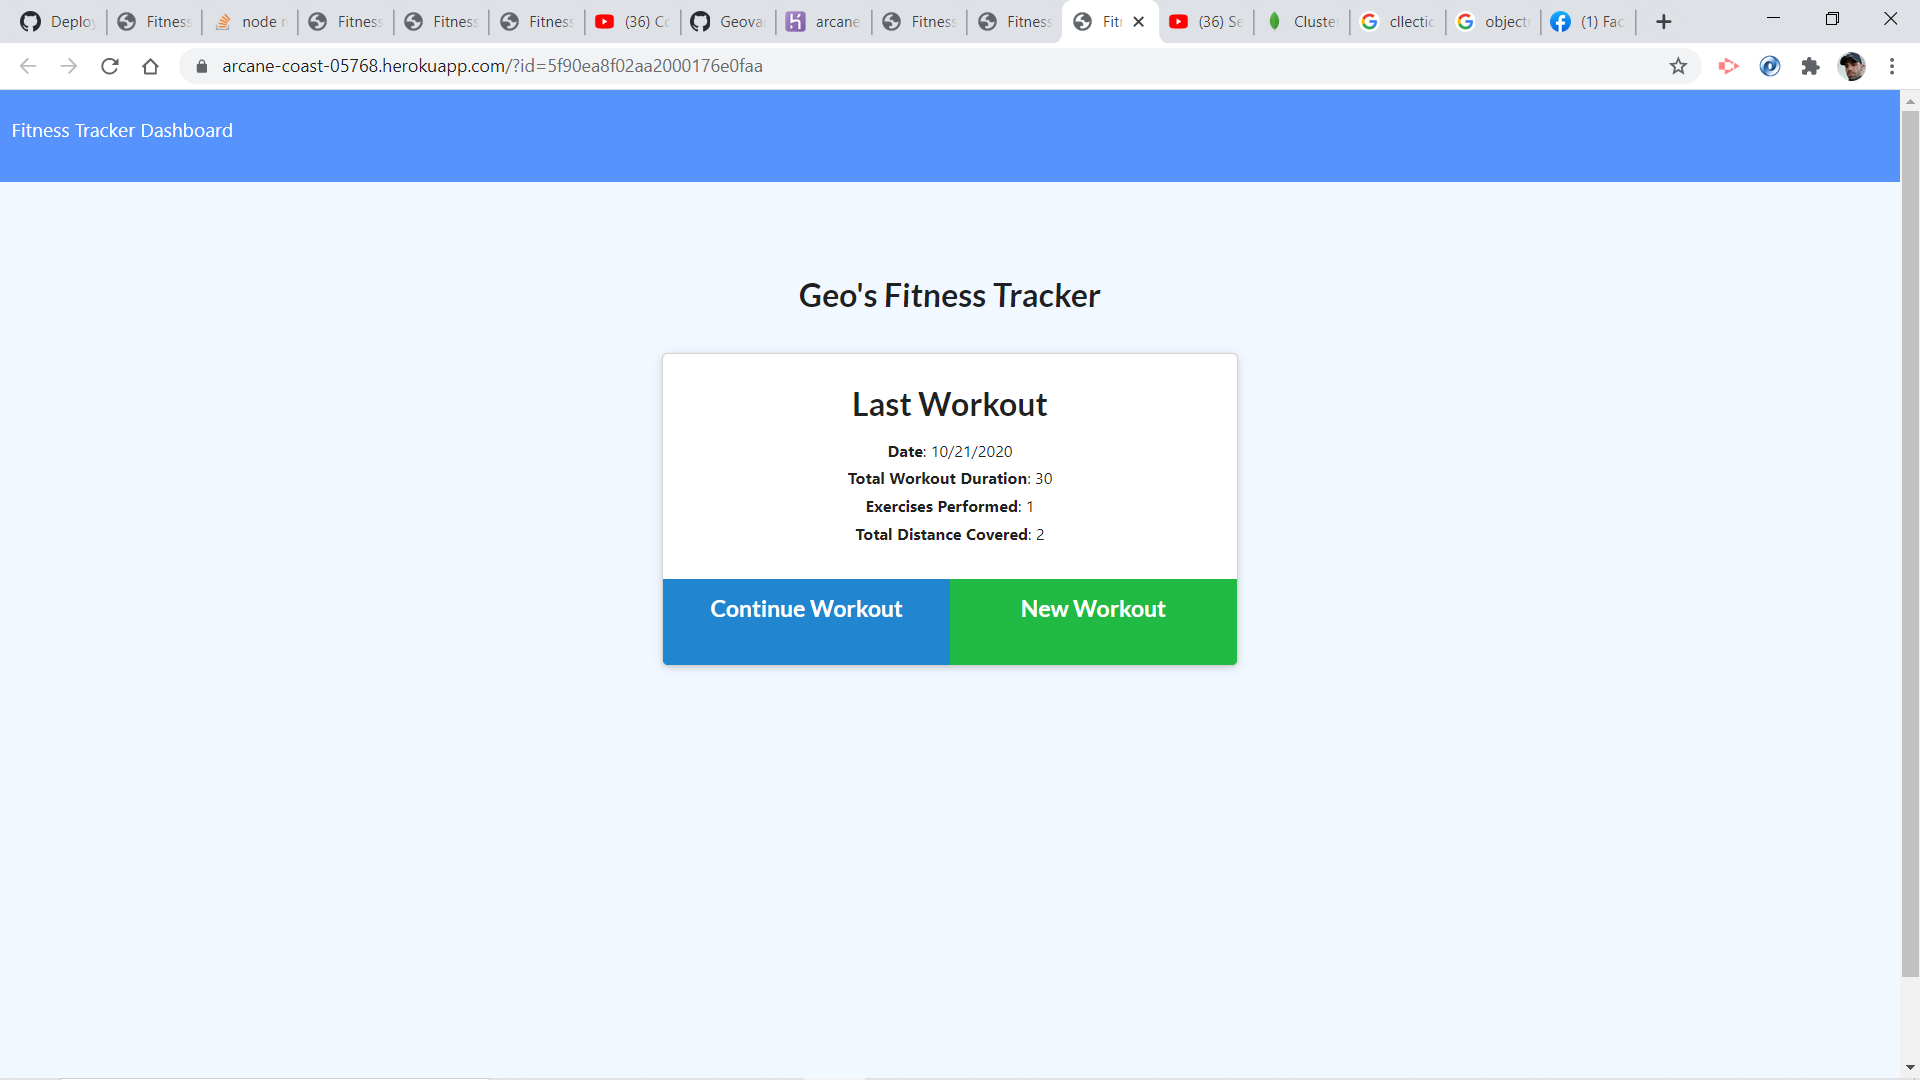 Deploy Fitness node r Fitness Fitness Fitness (36) Co Geova arcane Fitness Fitness Fit (36) Se Cluster cllectic object (1) Fac
arcane-coast-05768.herokuapp.com/?id=5f90ea8f02aa2000176e0faa
Fitness Tracker Dashboard
Geo's Fitness Tracker
Last Workout
Date: 10/21/2020
Total Workout Duration: 30
Exercises Performed: 1
Total Distance Covered: 2
Continue Workout New Workout